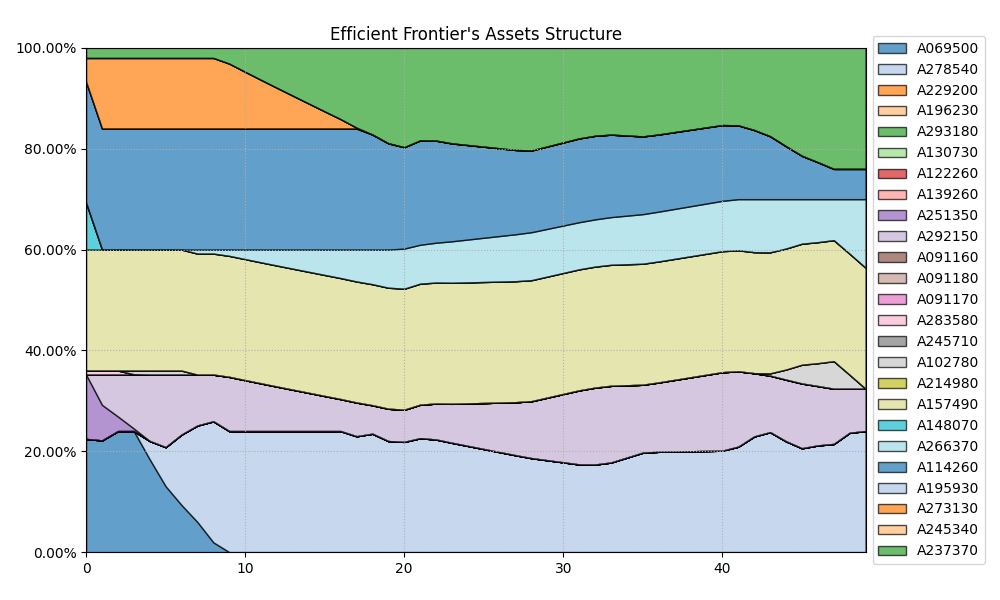 Efficient Frontier's Assets Structure
100.00%
80.00%
60.00%
40.00%
20.00%
0.00%
0
10
20
30
40
A069500
A278540
A229200
A196230
A293180
A130730
A122260
A139260
A251350
A292150
A091160
A091180
A091170
A283580
A245710
A102780
A214980
A157490
A148070
A266370
A114260
A195930
A273130
A245340
A237370